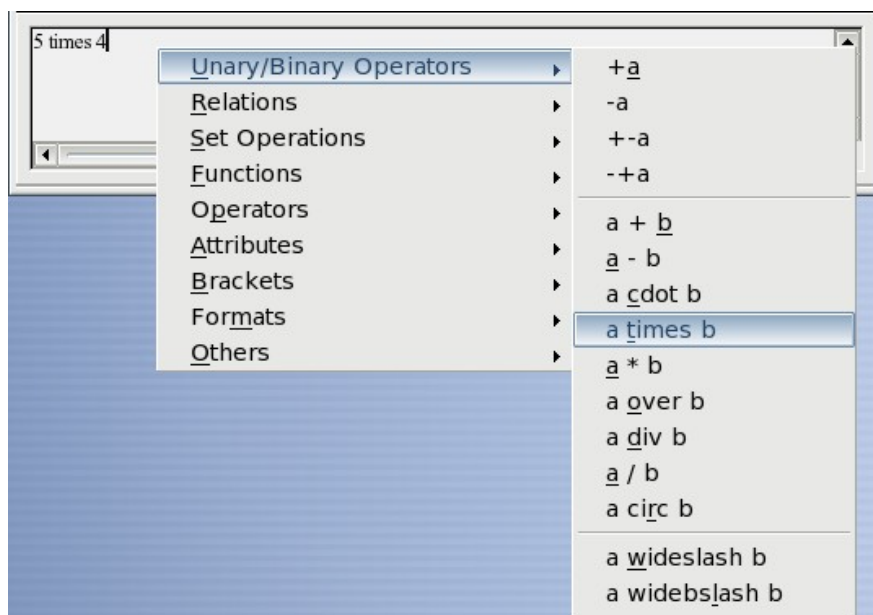 5 times 4
Unary/Binary Operators
Relations
Set Operations
Functions
Operators
Attributes
Brackets
Formats
Others
+a
-a
+-a
-+a
a + b
a - b
a cdot b
a times b
a * b
a over b
a div b
a / b
a circ b
a wideslash b
a widebslash b